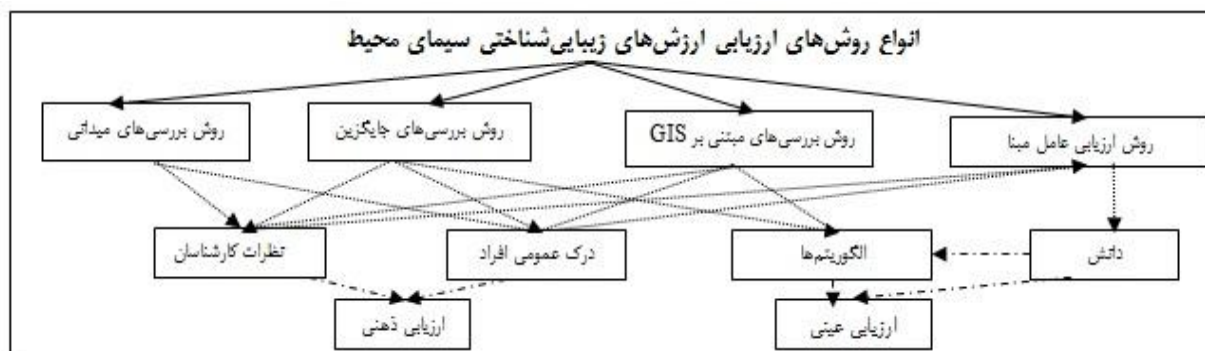 انواع روش‌های ارزیابی ارزش‌های زیبایی‌شناختی سیمای محیط
روش ارزیابی عامل مبنا
روش بررسی‌های مبتنی بر GIS
روش بررسی‌های جایگزین
روش بررسی‌های میدانی
دانش
الگوریتم‌ها
درک عمومی افراد
نظرات کارشناسان
ارزیابی عینی
ارزیابی ذهنی